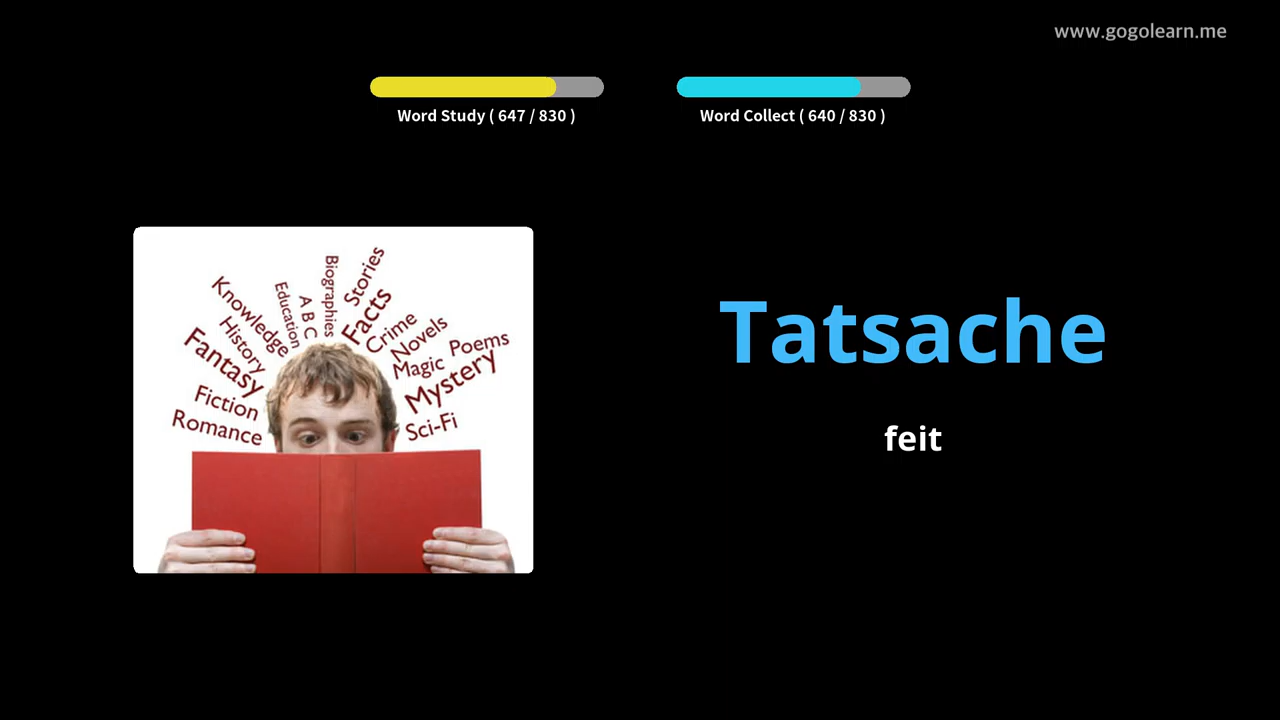 www.gogolearn.me
Word Study ( 647 / 830 )
Word Collect ( 640 / 830 )
Tatsache
feit
Knowledge
History
Fantasy
Fiction
Romance
Education
A B C
Biographies
Stories
Facts
Crime
Novels
Magic
Poems
Mystery
Sci-Fi